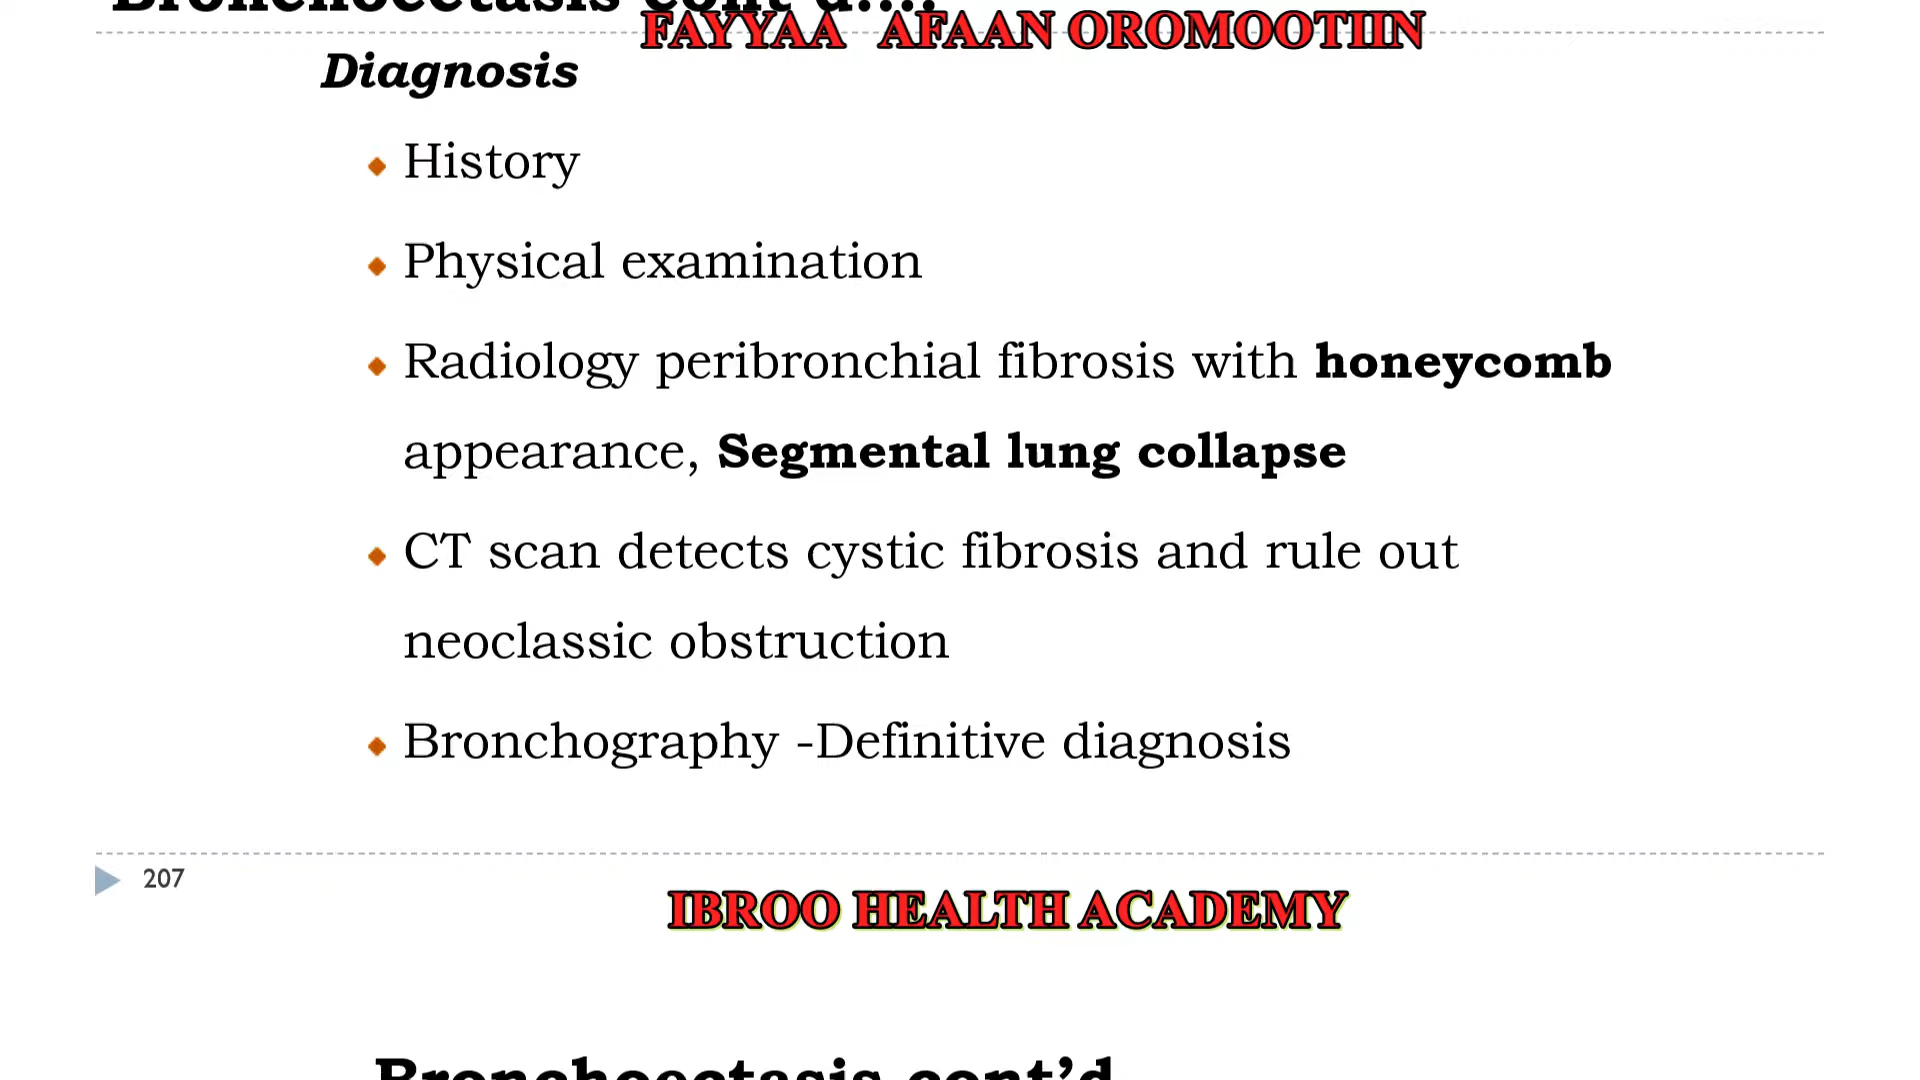 Bronchoectasis cont'd....
FAYYAA AFAAN OROMOOTIIN
Diagnosis
History
Physical examination
Radiology peribronchial fibrosis with honeycomb
appearance, Segmental lung collapse
CT scan detects cystic fibrosis and rule out
neoclassic obstruction
Bronchography -Definitive diagnosis
207
IBROO HEALTH ACADEMY
Bronchoectasis cont’d